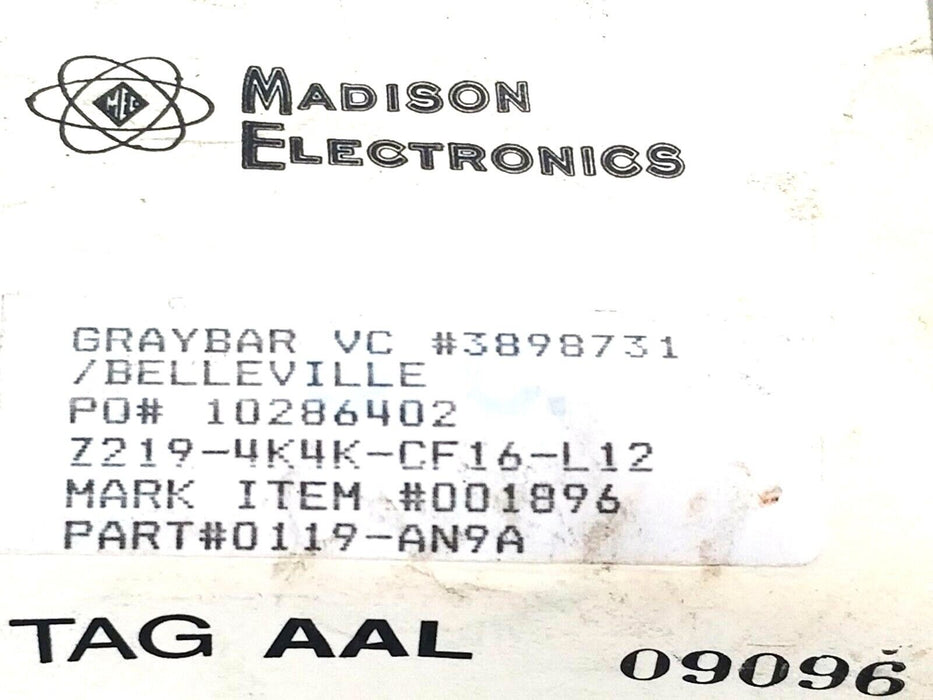 MEC
MADISON
ELECTRONICS
GRAYBAR VC #3898731
/BELLEVILLE
PO# 10286402
Z219-4K4K-CF16-L12
MARK ITEM #001896
PART#0119-AN9A
TAG AAL
09096